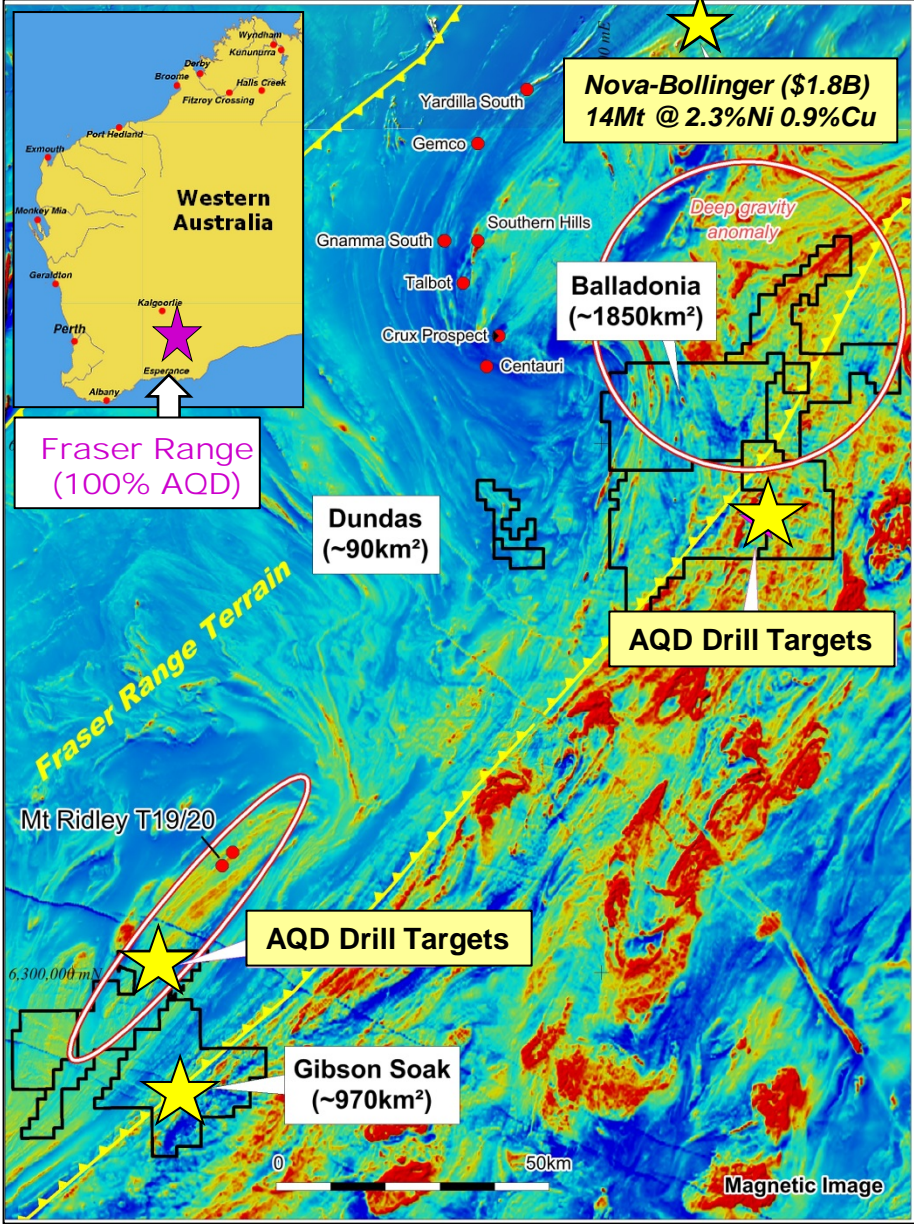 Wyndham
Kununurra
Derby
Broome
Halls Creek
Fitzroy Crossing
Port Hedland
Exmouth
Western
Australia
Monkey Mia
Geraldton
Kalgoorlie
Perth
Esperance
Albany
Fraser Range
(100% AQD)
Nova-Bollinger ($1.8B)
14Mt @ 2.3%Ni 0.9%Cu
Yardilla South
Gemco
Deep gravity
anomaly
Southern Hills
Gnamma South
Talbot
Balladonia
(~1850km²)
Crux Prospect
Centauri
Dundas
(~90km²)
AQD Drill Targets
Fraser Range Terrain
Mt Ridley T19/20
AQD Drill Targets
6,300,000 mN
Gibson Soak
(~970km²)
0
50km
Magnetic Image